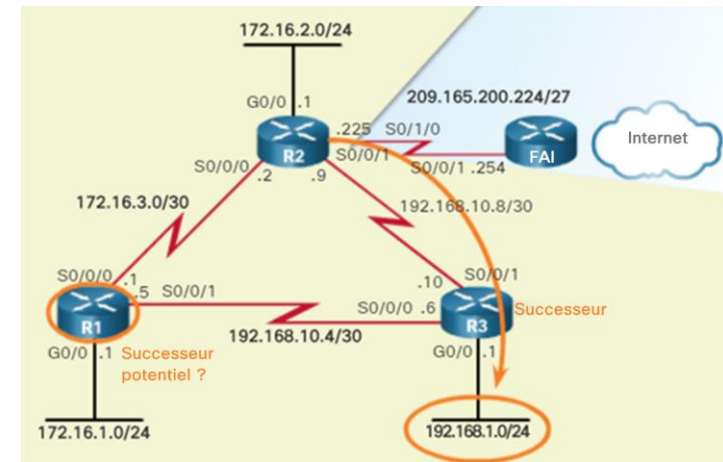 172.16.2.0/24
G0/0 .1
209.165.200.224/27
.225 S0/1/0
Internet
R2
S0/0/1
FAI
S0/0/0
.2
.9
S0/0/1 .254
172.16.3.0/30
192.168.10.8/30
S0/0/0 .1
.10
S0/0/1
.5 S0/0/1
S0/0/0 .6
Successeur
R1
R3
192.168.10.4/30
G0/0 .1
Successeur
potentiel ?
G0/0 .1
172.16.1.0/24
192.168.1.0/24